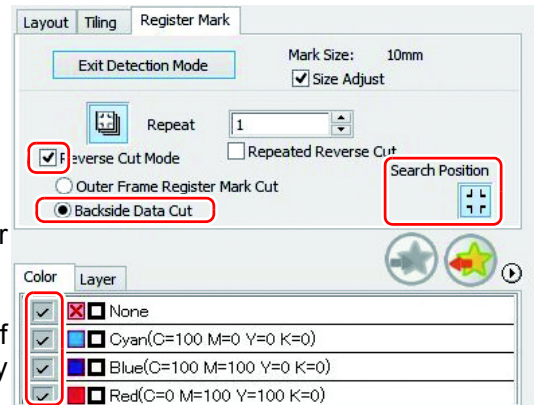 Layout Tiling Register Mark
Exit Detection Mode
Mark Size: 10mm
Size Adjust
Repeat 1
Reverse Cut Mode
Repeated Reverse Cut
Search Position
Outer Frame Register Mark Cut
Backside Data Cut
r
Color Layer
None
f
Cyan(C=100 M=0 Y=0 K=0)
y
Blue(C=100 M=100 Y=0 K=0)
Red(C=0 M=100 Y=100 K=0)